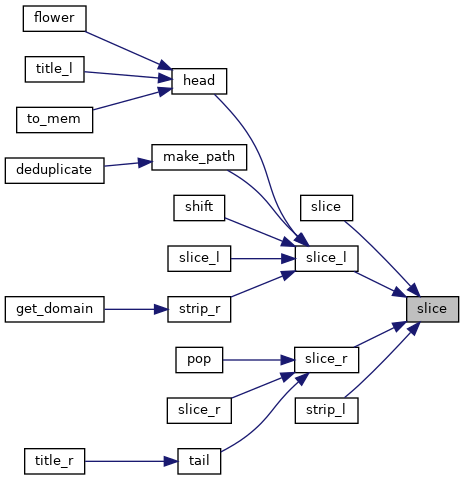 flower
title_l
head
to_mem
make_path
deduplicate
shift
slice
slice_l
slice_l
get_domain
strip_r
slice
pop
slice_r
slice_r
strip_l
title_r
tail